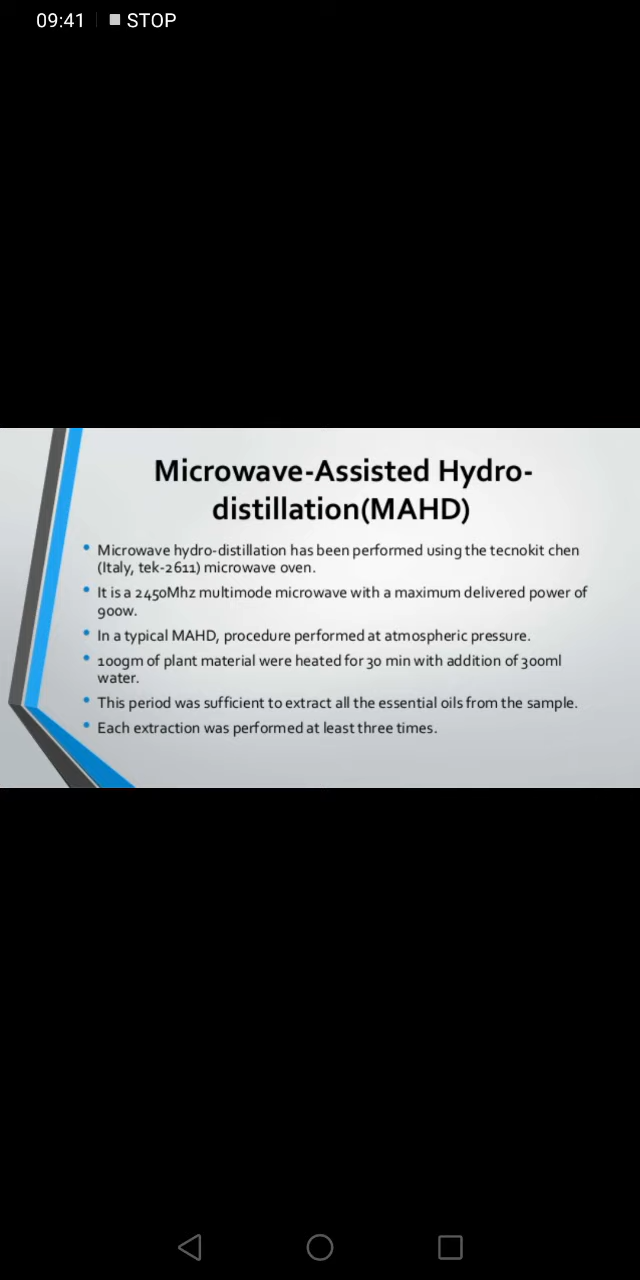 09:41 STOP
Microwave-Assisted Hydro-
distillation(MAHD)
Microwave hydro-distillation has been performed using the tecnokit chen
(Italy, tek-2611) microwave oven.
It is a 2450Mhz multimode microwave with a maximum delivered power of
900w.
In a typical MAHD, procedure performed at atmospheric pressure.
100gm of plant material were heated for 30 min with addition of 300ml
water.
This period was sufficient to extract all the essential oils from the sample.
Each extraction was performed at least three times.